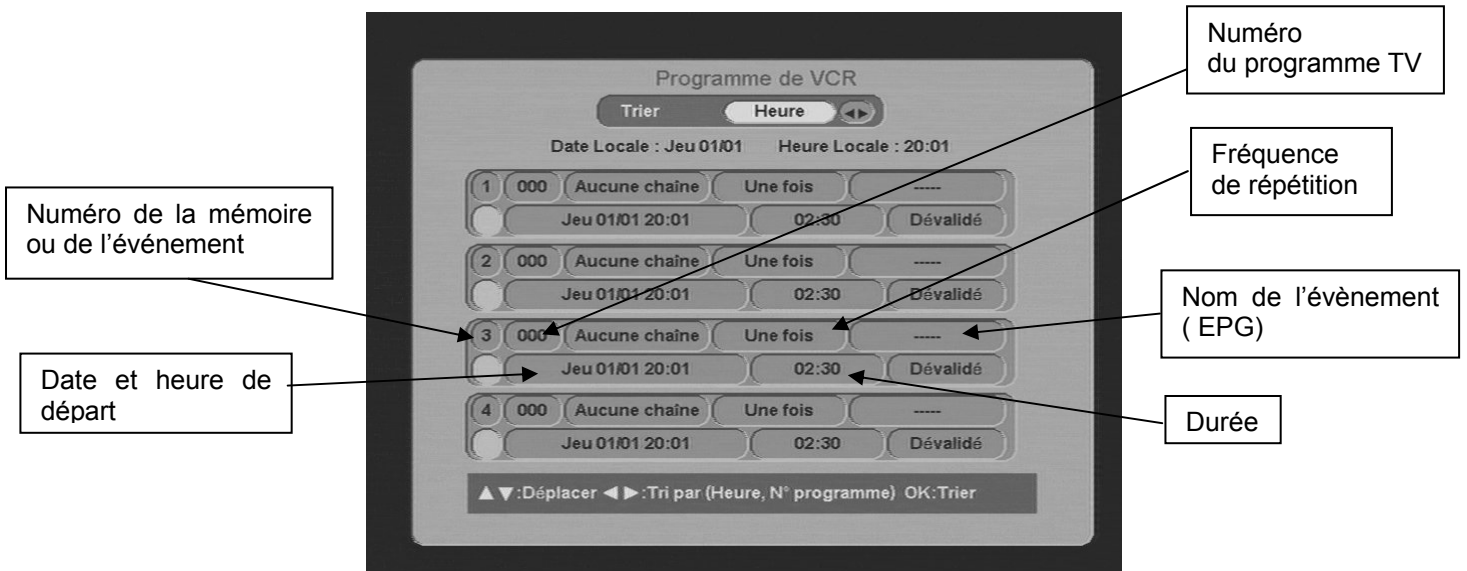 Numéro
du programme TV
Programme de VCR
Trier Heure
Date Locale : Jeu 01/01 Heure Locale : 20:01
Fréquence
de répétition
1 000 Aucune chaîne Une fois -----
Jeu 01/01 20:01 02:30 Dévalidé
Numéro de la mémoire
ou de l’événement
2 000 Aucune chaîne Une fois -----
Jeu 01/01 20:01 02:30 Dévalidé
Nom de l’évènement
( EPG)
3 000 Aucune chaîne Une fois -----
Jeu 01/01 20:01 02:30 Dévalidé
Date et heure de
départ
4 000 Aucune chaîne Une fois -----
Jeu 01/01 20:01 02:30 Dévalidé
Durée
▲▼:Déplacer ◀▶:Tri par (Heure, N° programme) OK:Trier